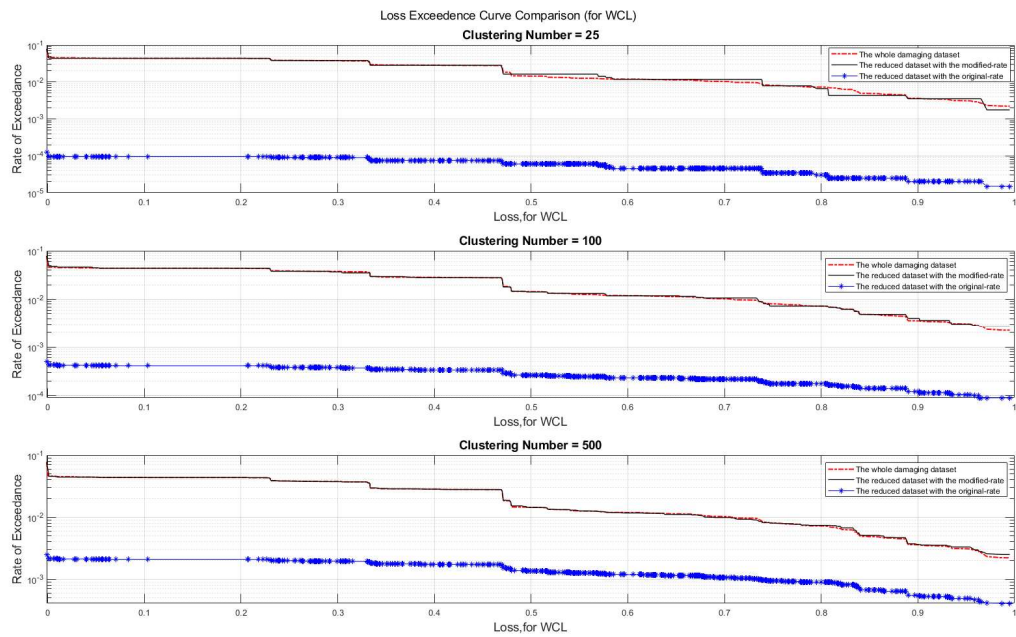 Loss Exceedence Curve Comparison (for WCL)
Clustering Number = 25
Rate of Exceedance
10^-1
10^-2
10^-3
10^-4
10^-5
The whole damaging dataset
The reduced dataset with the modified-rate
The reduced dataset with the original-rate
0 0.1 0.2 0.3 0.4 0.5 0.6 0.7 0.8 0.9 1
Loss,for WCL
Clustering Number = 100
Rate of Exceedance
10^-1
10^-2
10^-3
10^-4
The whole damaging dataset
The reduced dataset with the modified-rate
The reduced dataset with the original-rate
0 0.1 0.2 0.3 0.4 0.5 0.6 0.7 0.8 0.9 1
Loss,for WCL
Clustering Number = 500
Rate of Exceedance
10^-1
10^-2
10^-3
The whole damaging dataset
The reduced dataset with the modified-rate
The reduced dataset with the original-rate
0 0.1 0.2 0.3 0.4 0.5 0.6 0.7 0.8 0.9 1
Loss,for WCL